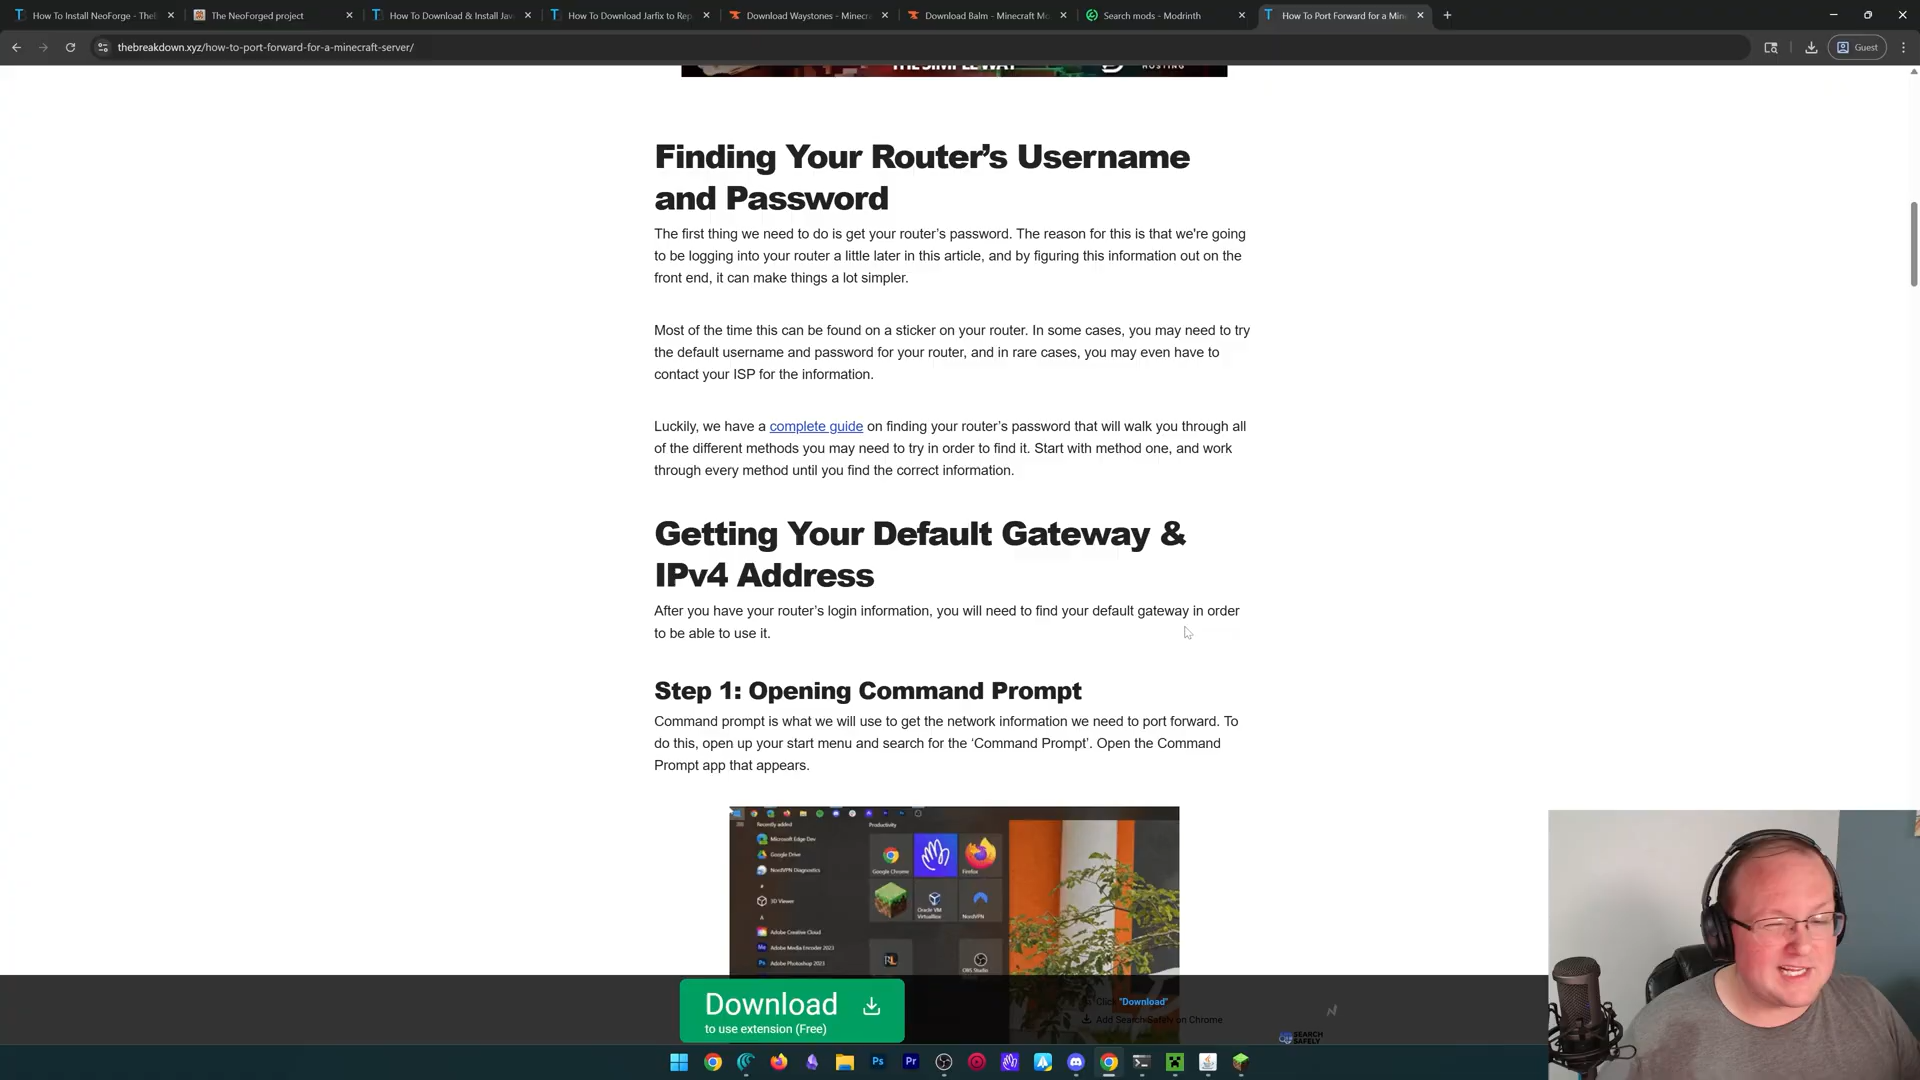 How To Install NeoForge - TheB
The NeoForged project
How To Download & Install Jav
How To Download Jarfix to Rep
Download Waystones - Minecra
Download Balm - Minecraft Mo
Search mods - Modrinth
How To Port Forward for a Min
thebreakdown.xyz/how-to-port-forward-for-a-minecraft-server/
Guest
THE SIMPLE WAY
HOSTING
Finding Your Router’s Username
and Password
The first thing we need to do is get your router’s password. The reason for this is that we're going
to be logging into your router a little later in this article, and by figuring this information out on the
front end, it can make things a lot simpler.
Most of the time this can be found on a sticker on your router. In some cases, you may need to try
the default username and password for your router, and in rare cases, you may even have to
contact your ISP for the information.
Luckily, we have a complete guide on finding your router’s password that will walk you through all
of the different methods you may need to try in order to find it. Start with method one, and work
through every method until you find the correct information.
Getting Your Default Gateway &
IPv4 Address
After you have your router’s login information, you will need to find your default gateway in order
to be able to use it.
Step 1: Opening Command Prompt
Command prompt is what we will use to get the network information we need to port forward. To
do this, open up your start menu and search for the ‘Command Prompt’. Open the Command
Prompt app that appears.
Recently added
Productivity
Microsoft Edge Dev
Google Drive
NordVPN Diagnostics
#
3D Viewer
A
Adobe Creative Cloud
Adobe Media Encoder 2023
Adobe Photoshop 2023
Google Chrome
Firefox
Oracle VM
VirtualBox
NordVPN
OBS Studio
Download
to use extension (Free)
Click "Download"
Add Search Safely on Chrome
SEARCH
SAFELY
Ps
Pr